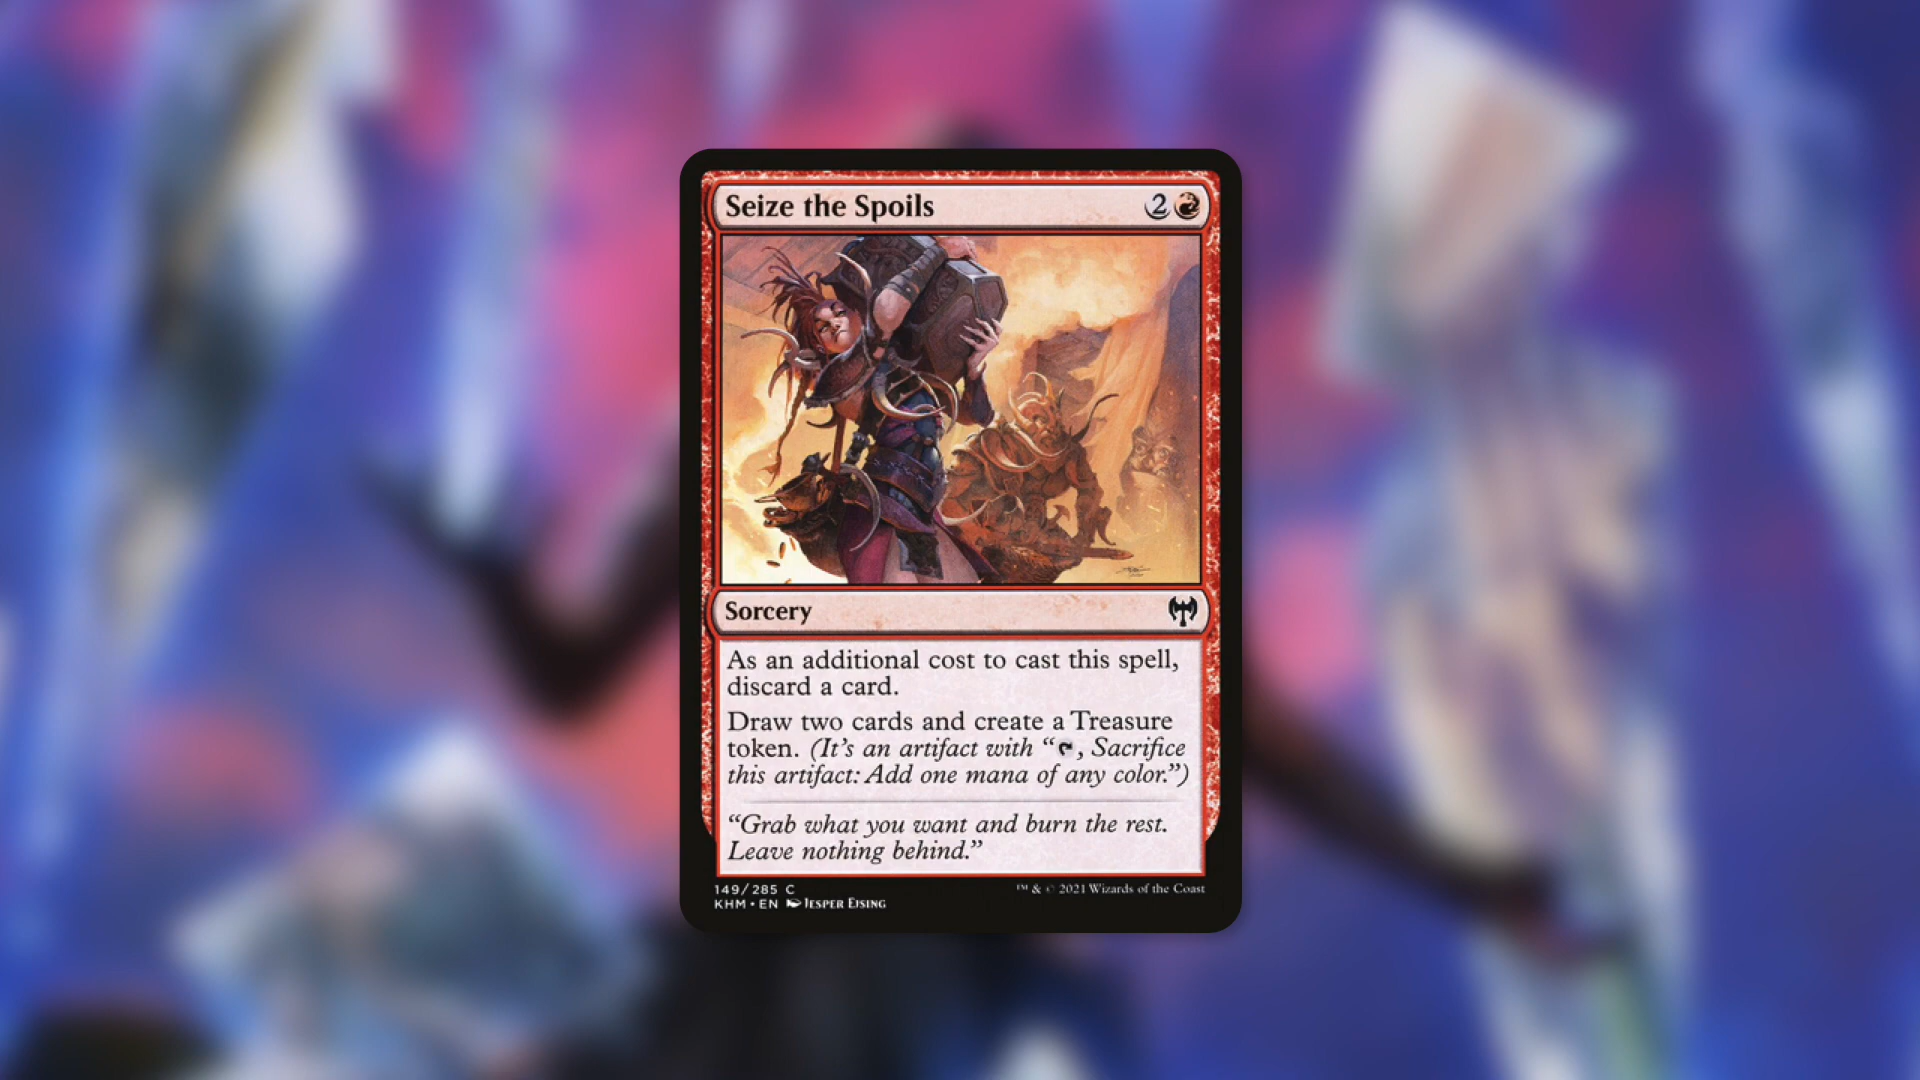 Seize the Spoils 2
Sorcery
As an additional cost to cast this spell,
discard a card.
Draw two cards and create a Treasure
token. (It’s an artifact with “, Sacrifice
this artifact: Add one mana of any color.”)
“Grab what you want and burn the rest.
Leave nothing behind.”
149/285 C
™ & © 2021 Wizards of the Coast
KHM • EN Jesper Ejsing